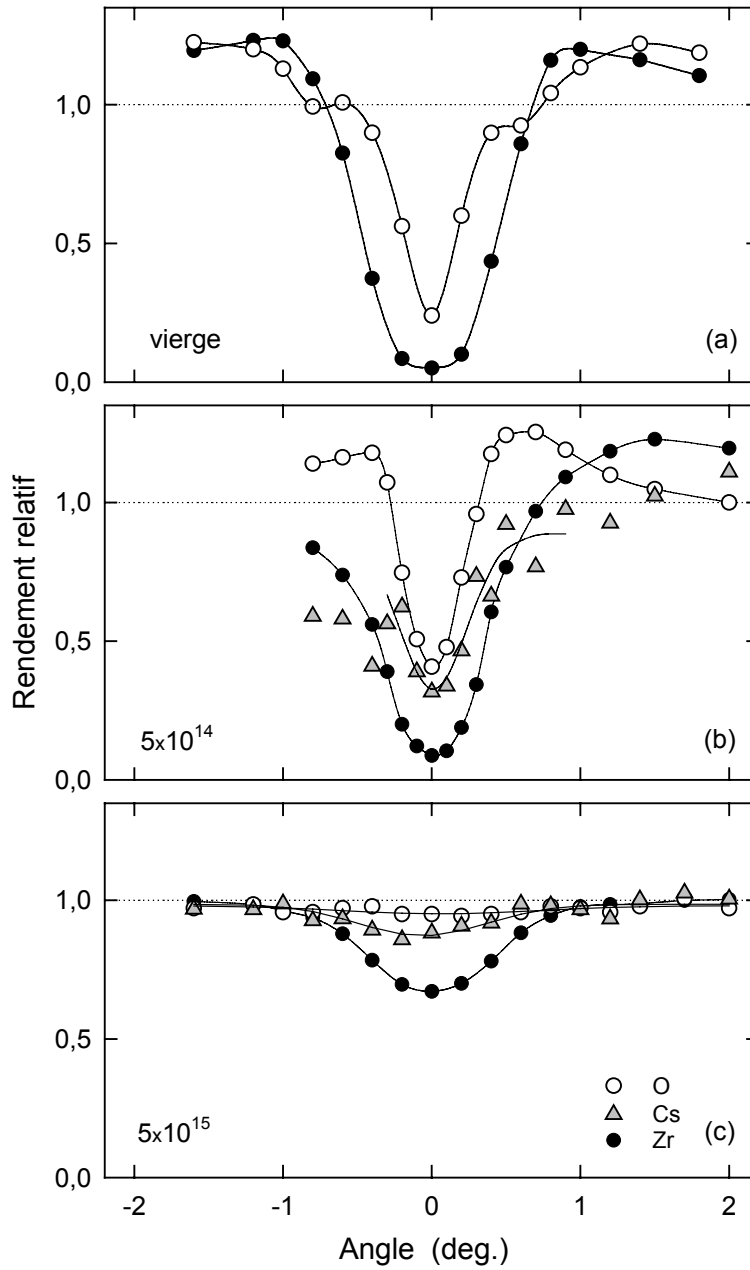 1,0
0,5
vierge
(a)
0,0
Rendement relatif
1,0
0,5
5x10^14
(b)
0,0
1,0
0,5
O
Cs
5x10^15
Zr
(c)
0,0
-2 -1 0 1 2
Angle (deg.)